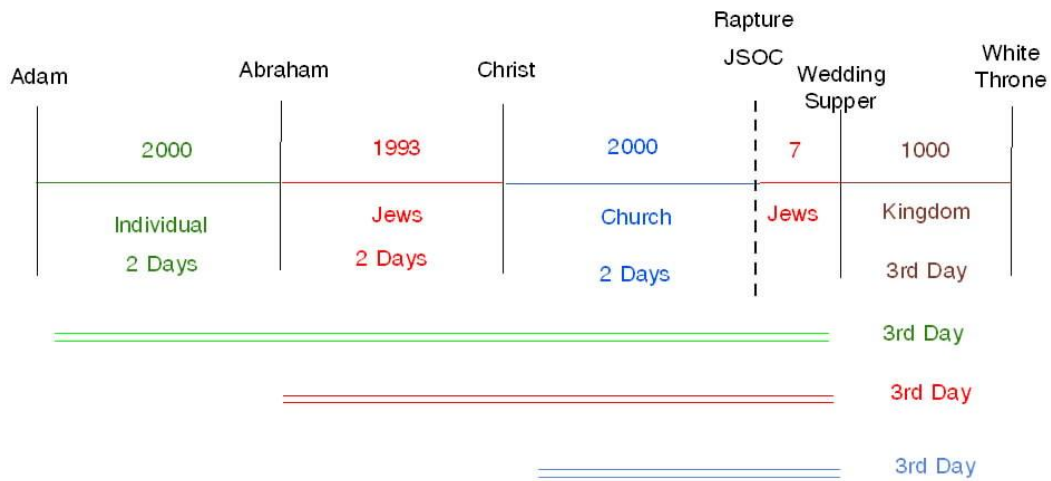 Rapture
JSOC
White
Throne
Adam
Abraham
Christ
Wedding
Supper
2000
1993
2000
7
1000
Individual
2 Days
Jews
2 Days
Church
2 Days
Jews
Kingdom
3rd Day
3rd Day
3rd Day
3rd Day